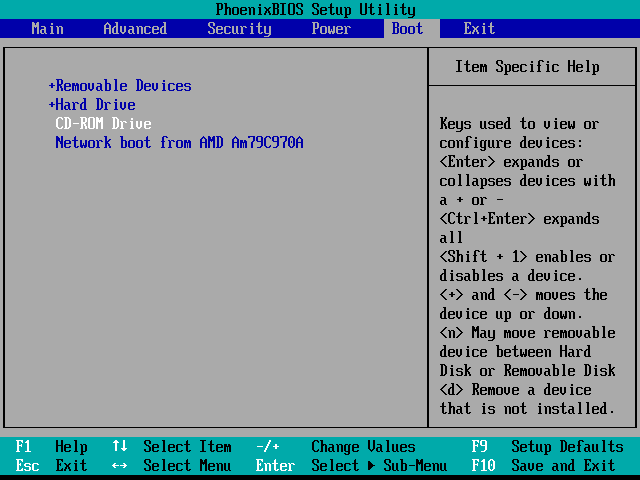 PhoenixBIOS Setup Utility
Main Advanced Security Power Boot Exit
+Removable Devices
+Hard Drive
CD-ROM Drive
Network boot from AMD Am79C970A
Item Specific Help
Keys used to view or
configure devices:
<Enter> expands or
collapses devices with
a + or -
<Ctrl+Enter> expands
all
<Shift + 1> enables or
disables a device.
<+> and <-> moves the
device up or down.
<n> May move removable
device between Hard
Disk or Removable Disk
<d> Remove a device
that is not installed.
F1 Help ↑↓ Select Item -/+ Change Values F9 Setup Defaults
Esc Exit ↔ Select Menu Enter Select ▶ Sub-Menu F10 Save and Exit